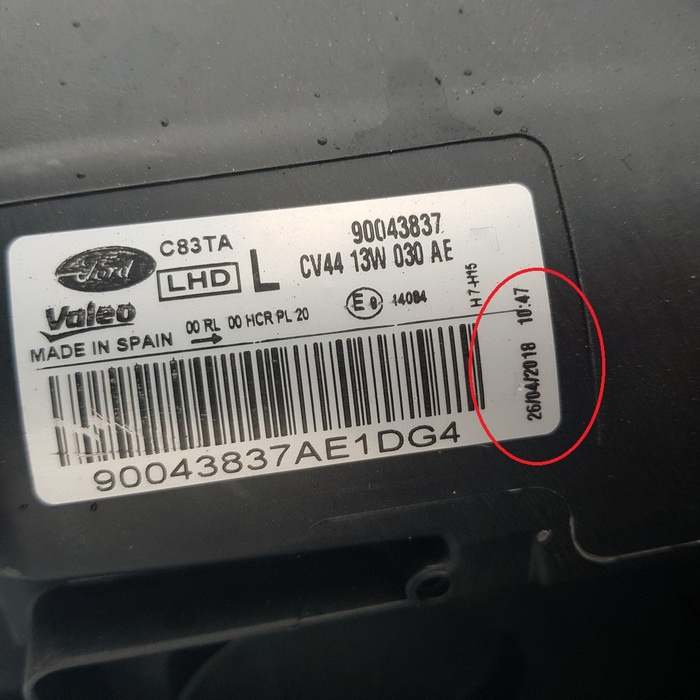 Ford
C83TA
LHD L
90043837
CV44 13W 030 AE
Valeo
MADE IN SPAIN
00 RL 00 HCR PL 20
E 9 14084
H7-H15
26/04/2018 10:47
90043837AE1DG4